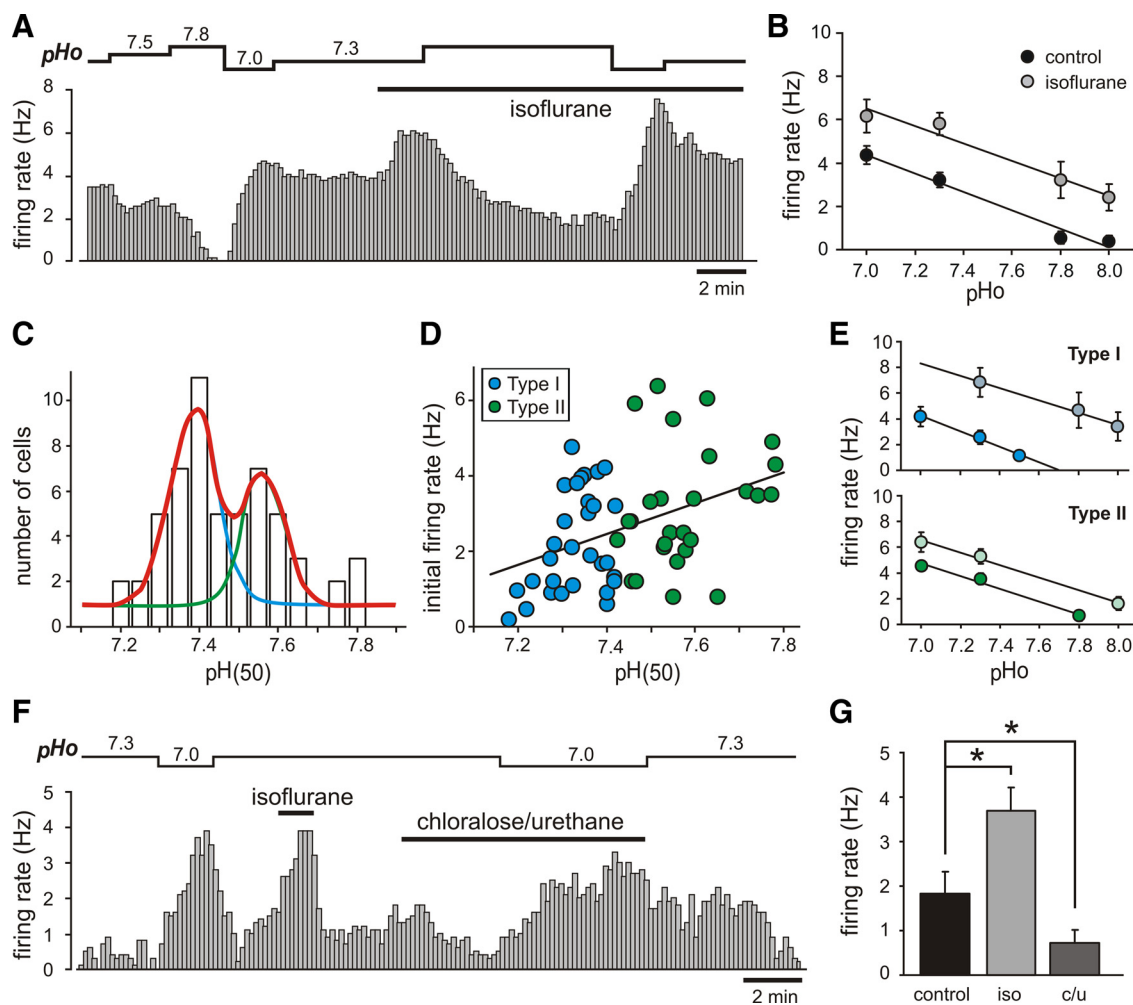 A
pHo
7.5
7.8
7.0
7.3
8
6
4
2
0
firing rate (Hz)
isoflurane
2 min
B
control
isoflurane
8
6
4
2
0
firing rate (Hz)
7.0 7.2 7.4 7.6 7.8 8.0
pHo
C
10
8
6
4
2
0
number of cells
7.2 7.4 7.6 7.8
pH(50)
D
Type I
Type II
6
4
2
0
initial firing rate (Hz)
7.2 7.4 7.6 7.8
pH(50)
E
Type I
10
8
6
4
2
0
Type II
10
8
6
4
2
0
firing rate (Hz)
7.0 7.2 7.4 7.6 7.8 8.0
pHo
F
pHo
7.3
7.0
7.0
7.3
5
4
3
2
1
0
firing rate (Hz)
isoflurane
chloralose/urethane
2 min
G
5
4
3
2
1
0
firing rate (Hz)
*
*
control iso c/u